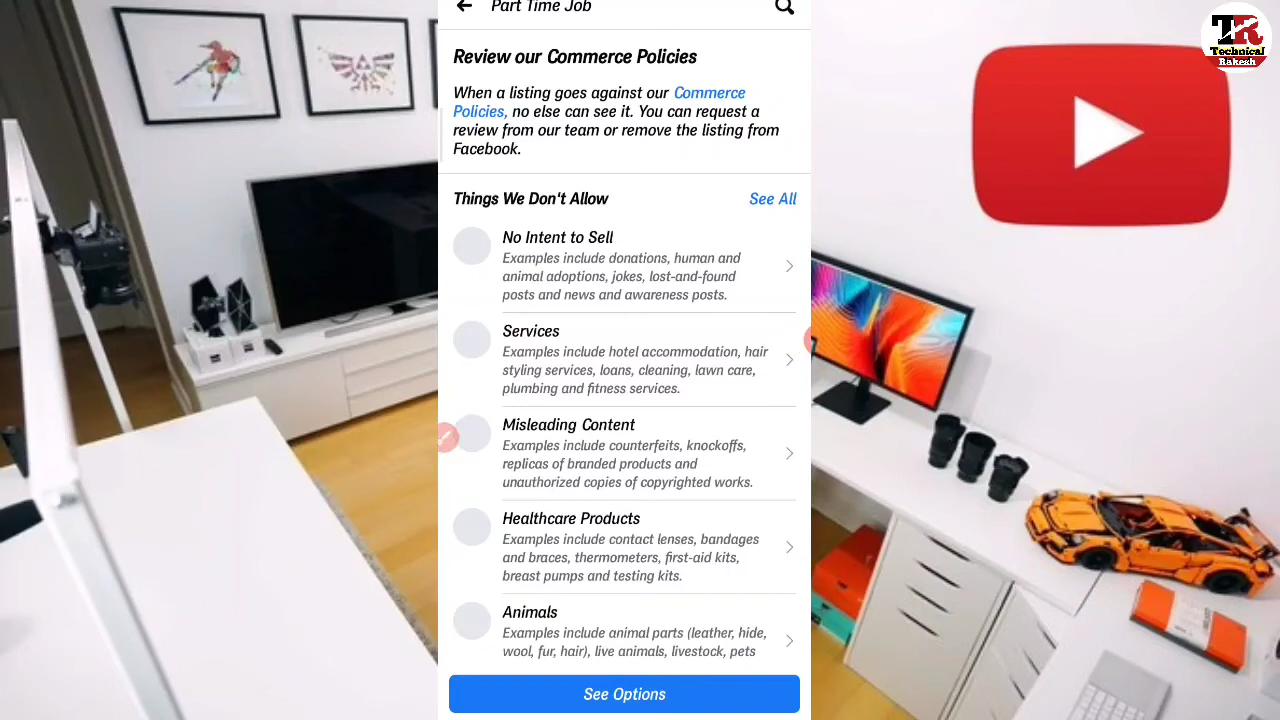 Part Time Job
TR
Technical
Rakesh
Review our Commerce Policies
When a listing goes against our Commerce
Policies, no else can see it. You can request a
review from our team or remove the listing from
Facebook.
Things We Don't Allow
See All
No Intent to Sell
Examples include donations, human and
animal adoptions, jokes, lost-and-found
posts and news and awareness posts.
Services
Examples include hotel accommodation, hair
styling services, loans, cleaning, lawn care,
plumbing and fitness services.
Misleading Content
Examples include counterfeits, knockoffs,
replicas of branded products and
unauthorized copies of copyrighted works.
Healthcare Products
Examples include contact lenses, bandages
and braces, thermometers, first-aid kits,
breast pumps and testing kits.
Animals
Examples include animal parts (leather, hide,
wool, fur, hair), live animals, livestock, pets
See Options